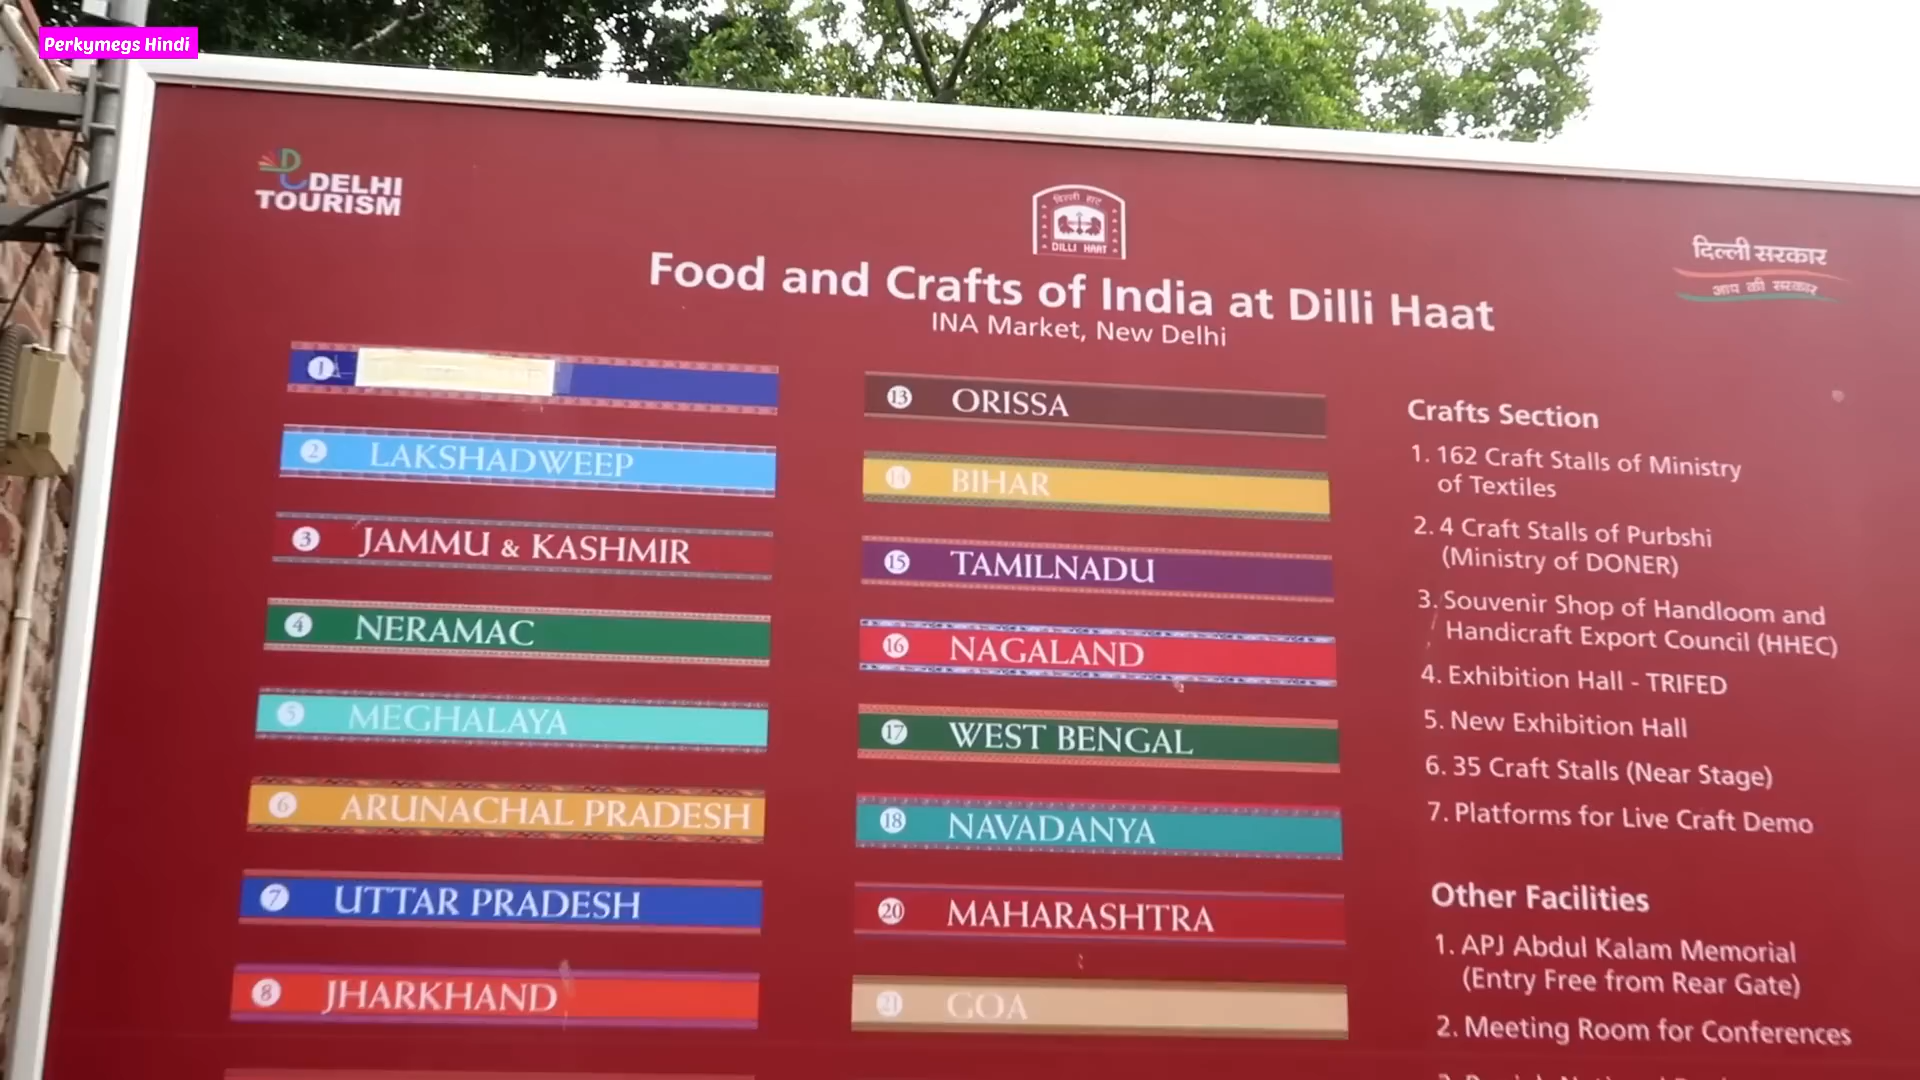 Perkymegs Hindi
DELHI
TOURISM
दिल्ली हाट
DILLI HAAT
दिल्ली सरकार
आप की सरकार
Food and Crafts of India at Dilli Haat
INA Market, New Delhi
1
2 LAKSHADWEEP
3 JAMMU & KASHMIR
4 NERAMAC
5 MEGHALAYA
6 ARUNACHAL PRADESH
7 UTTAR PRADESH
8 JHARKHAND
13 ORISSA
14 BIHAR
15 TAMILNADU
16 NAGALAND
17 WEST BENGAL
18 NAVADANYA
20 MAHARASHTRA
21 GOA
Crafts Section
1. 162 Craft Stalls of Ministry
of Textiles
2. 4 Craft Stalls of Purbshi
(Ministry of DONER)
3. Souvenir Shop of Handloom and
Handicraft Export Council (HHEC)
4. Exhibition Hall - TRIFED
5. New Exhibition Hall
6. 35 Craft Stalls (Near Stage)
7. Platforms for Live Craft Demo
Other Facilities
1. APJ Abdul Kalam Memorial
(Entry Free from Rear Gate)
2. Meeting Room for Conferences